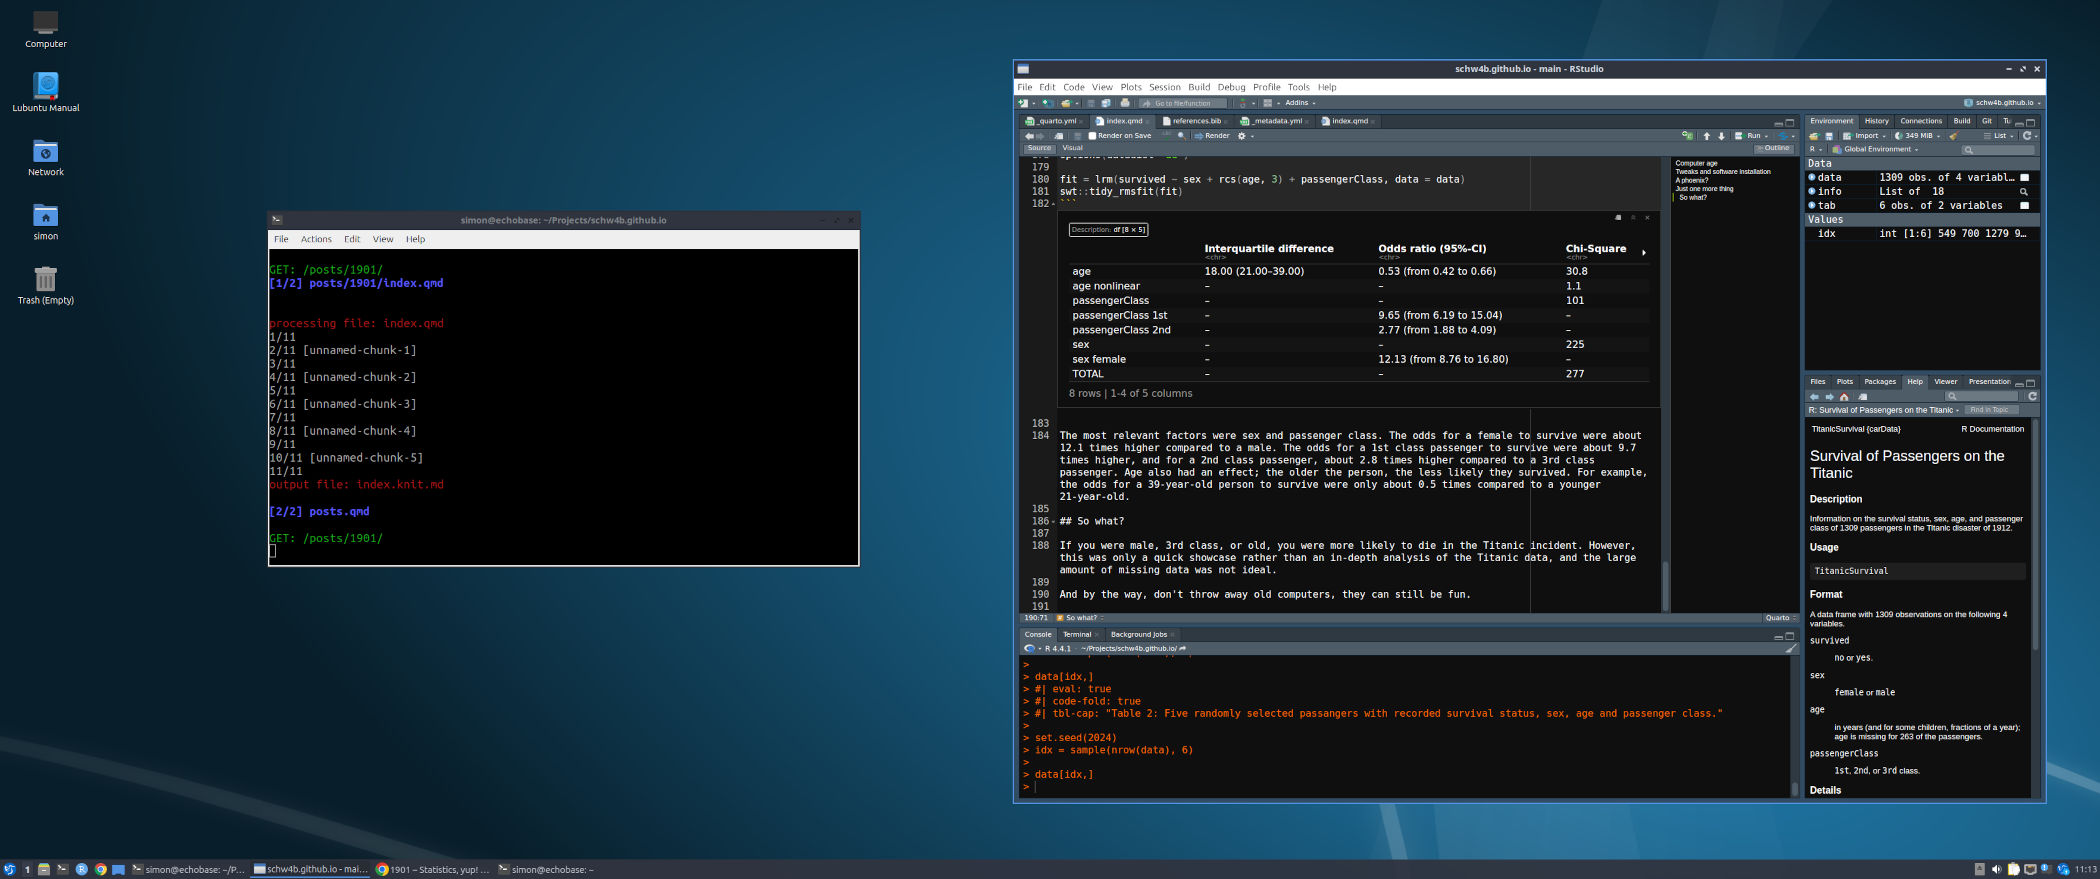 Computer
Lubuntu Manual
Network
simon
Trash (Empty)
simon@echobase: ~/Projects/schw4b.github.io
File Actions Edit View Help
GET: /posts/1901/
[1/2] posts/1901/index.qmd
processing file: index.qmd
1/11
2/11 [unnamed-chunk-1]
3/11
4/11 [unnamed-chunk-2]
5/11
6/11 [unnamed-chunk-3]
7/11
8/11 [unnamed-chunk-4]
9/11
10/11 [unnamed-chunk-5]
11/11
output file: index.knit.md
[2/2] posts.qmd
GET: /posts/1901/
schw4b.github.io - main - RStudio
File Edit Code View Plots Session Build Debug Profile Tools Help
Go to file/function
Addins
schw4b.github.io
_quarto.yml
index.qmd
references.bib
_metadata.yml
index.qmd
Render on Save
Render
Run
Source Visual
Outline
179
180 fit = lrm(survived ~ sex + rcs(age, 3) + passengerClass, data = data)
181 swt::tidy_rmsfit(fit)
182 ```
Description: df [8 × 5]
Interquartile difference Odds ratio (95%-CI) Chi-Square
<chr> <chr> <chr>
age 18.00 (21.00–39.00) 0.53 (from 0.42 to 0.66) 30.8
age nonlinear – – 1.1
passengerClass – – 101
passengerClass 1st – 9.65 (from 6.19 to 15.04) –
passengerClass 2nd – 2.77 (from 1.88 to 4.09) –
sex – – 225
sex female – 12.13 (from 8.76 to 16.80) –
TOTAL – – 277
8 rows | 1-4 of 5 columns
183
184 The most relevant factors were sex and passenger class. The odds for a female to survive were about
12.1 times higher compared to a male. The odds for a 1st class passenger to survive were about 9.7
times higher, and for a 2nd class passenger, about 2.8 times higher compared to a 3rd class
passenger. Age also had an effect; the older the person, the less likely they survived. For example,
the odds for a 39-year-old person to survive were only about 0.5 times compared to a younger
21-year-old.
185
186 ## So what?
187
188 If you were male, 3rd class, or old, you were more likely to die in the Titanic incident. However,
this was only a quick showcase rather than an in-depth analysis of the Titanic data, and the large
amount of missing data was not ideal.
189
190 And by the way, don't throw away old computers, they can still be fun.
191
190:71 So what? Quarto
Computer age
Tweaks and software installation
A phoenix?
Just one more thing
So what?
Console Terminal Background Jobs
R 4.4.1 · ~/Projects/schw4b.github.io/
>
> data[idx,]
> #| eval: true
> #| code-fold: true
> #| tbl-cap: "Table 2: Five randomly selected passangers with recorded survival status, sex, age and passenger class."
>
> set.seed(2024)
> idx = sample(nrow(data), 6)
>
> data[idx,]
>
Environment History Connections Build Git Tu
Import 349 MiB List
R Global Environment
Data
data 1309 obs. of 4 variabl…
info List of 18
tab 6 obs. of 2 variables
Values
idx int [1:6] 549 700 1279 9…
Files Plots Packages Help Viewer Presentation
R: Survival of Passengers on the Titanic
Find in Topic
TitanicSurvival {carData} R Documentation
Survival of Passengers on the
Titanic
Description
Information on the survival status, sex, age, and passenger
class of 1309 passengers in the Titanic disaster of 1912.
Usage
TitanicSurvival
Format
A data frame with 1309 observations on the following 4
variables.
survived
no or yes.
sex
female or male
age
in years (and for some children, fractions of a year);
age is missing for 263 of the passengers.
passengerClass
1st, 2nd, or 3rd class.
Details
1
simon@echobase: ~/P...
schw4b.github.io - mai...
1901 – Statistics, yup! ...
simon@echobase: ~
11:13